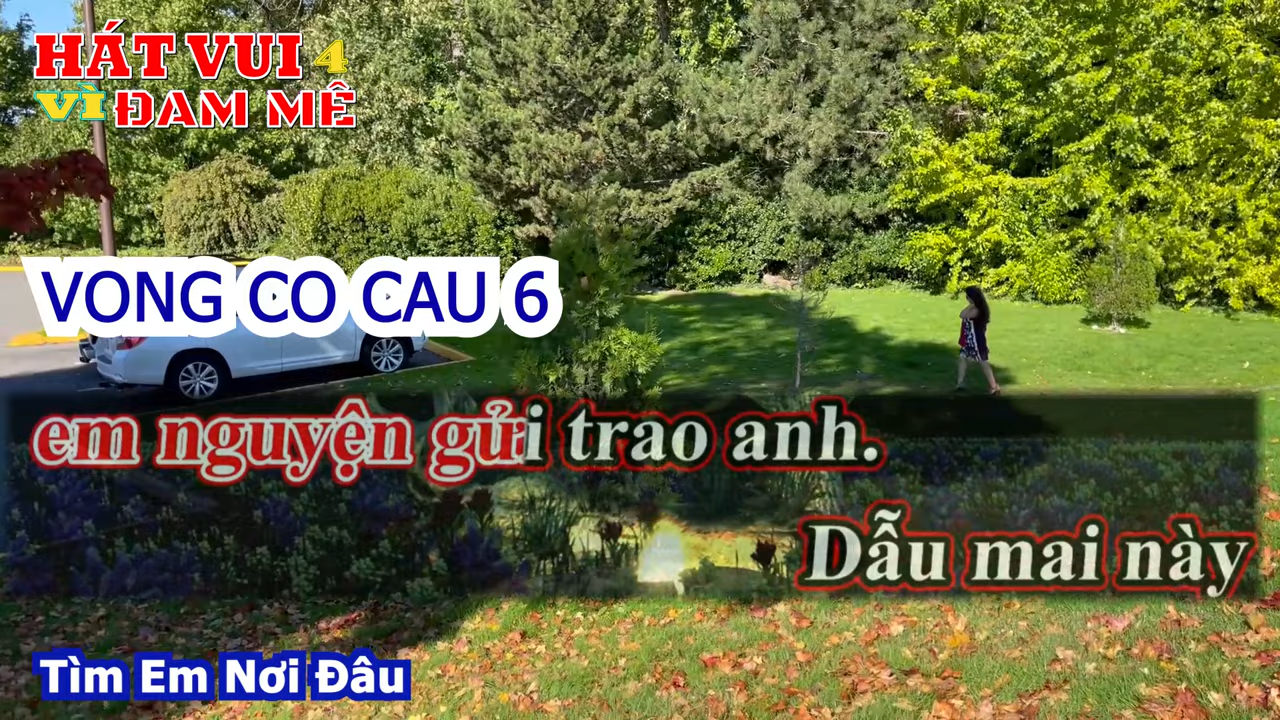 HÁT VUI 4
VÌ ĐAM MÊ
VONG CO CAU 6
em nguyện gửi trao anh.
Dẫu mai này
Tìm Em Nơi Đâu